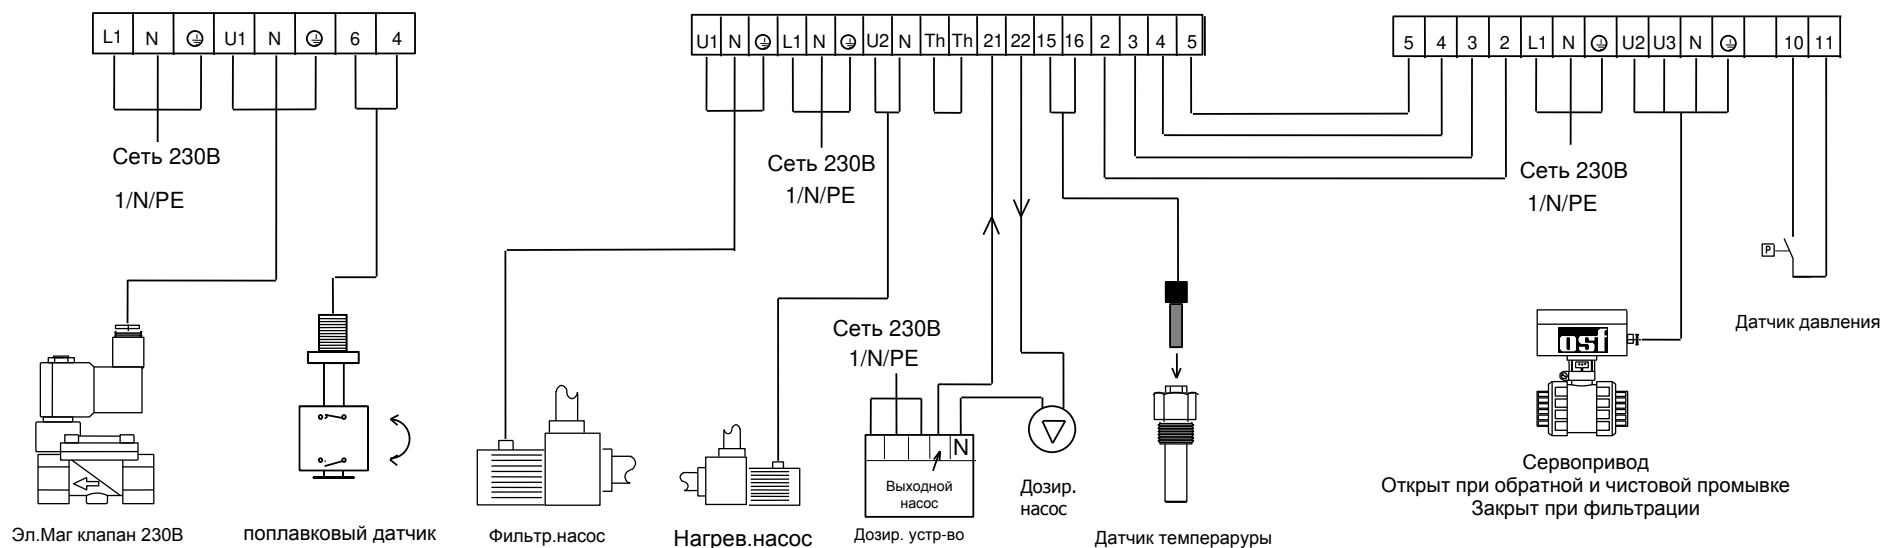 L1 N U1 N 6 4
U1 N L1 N U2 N Th Th 21 22 15 16 2 3 4 5
5 4 3 2 L1 N U2 U3 N 10 11
Сеть 230В
1/N/PE
Сеть 230В
1/N/PE
Сеть 230В
1/N/PE
P
Датчик давления
Сеть 230В
1/N/PE
osf
N
Выходной
насос
Дозир.
насос
Сервопривод
Открыт при обратной и чистовой промывке
Закрыт при фильтрации
Эл.Маг клапан 230В
поплавковый датчик
Фильтр.насос
Нагрев.насос
Дозир. устр-во
Датчик темперaруры